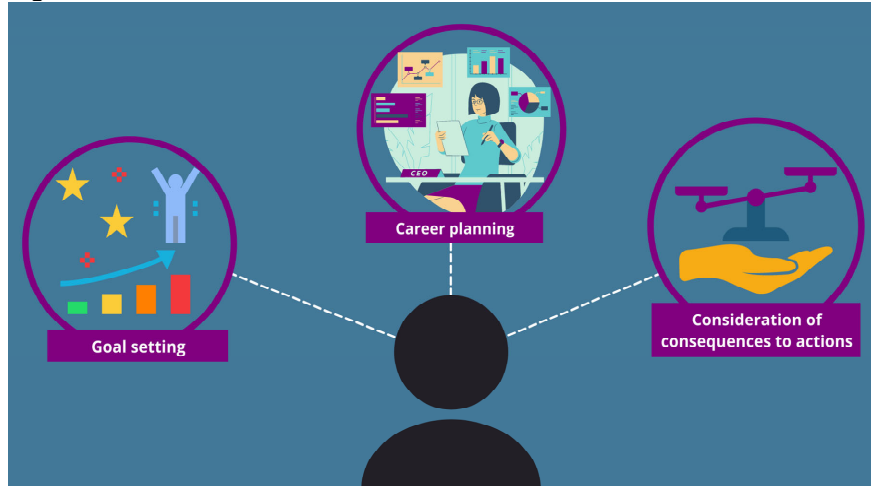 CEO
Career planning
Goal setting
Consideration of
consequences to actions